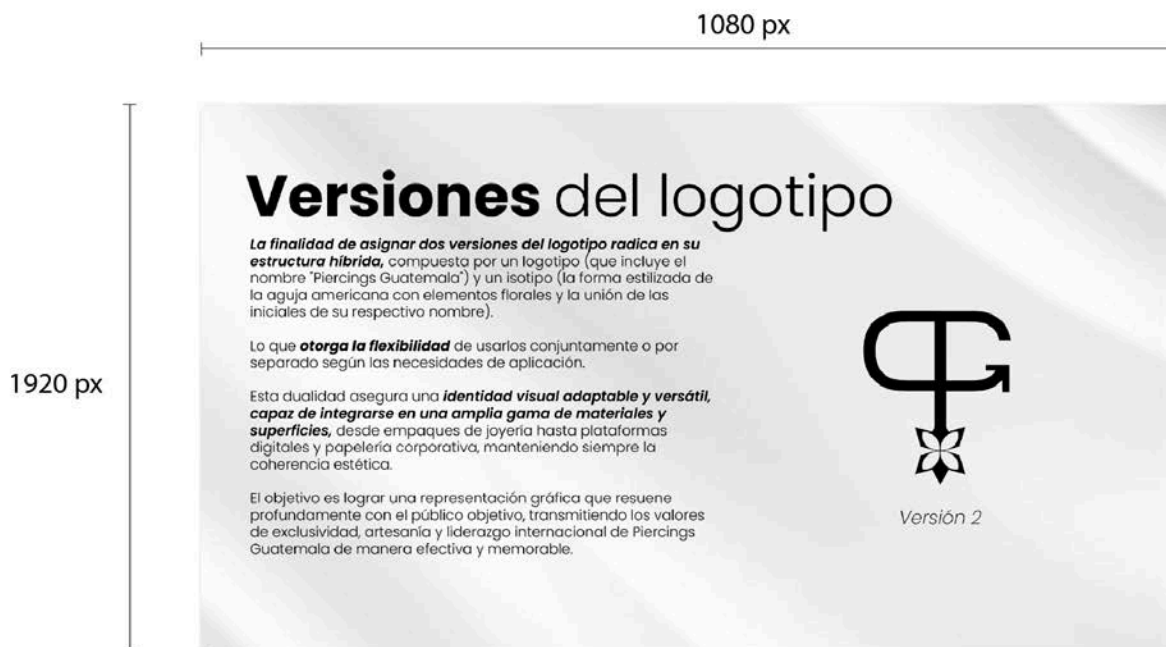 1080 px
1920 px
Versiones del logotipo
La finalidad de asignar dos versiones del logotipo radica en su
estructura híbrida, compuesta por un logotipo (que incluye el
nombre "Piercings Guatemala") y un isotipo (la forma estilizada de
la aguja americana con elementos florales y la unión de las
iniciales de su respectivo nombre).
Lo que otorga la flexibilidad de usarlos conjuntamente o por
separado según las necesidades de aplicación.
Esta dualidad asegura una identidad visual adaptable y versátil,
capaz de integrarse en una amplia gama de materiales y
superficies, desde empaques de joyería hasta plataformas
digitales y papelería corporativa, manteniendo siempre la
coherencia estética.
El objetivo es lograr una representación gráfica que resuene
profundamente con el público objetivo, transmitiendo los valores
de exclusividad, artesanía y liderazgo internacional de Piercings
Guatemala de manera efectiva y memorable.
Versión 2